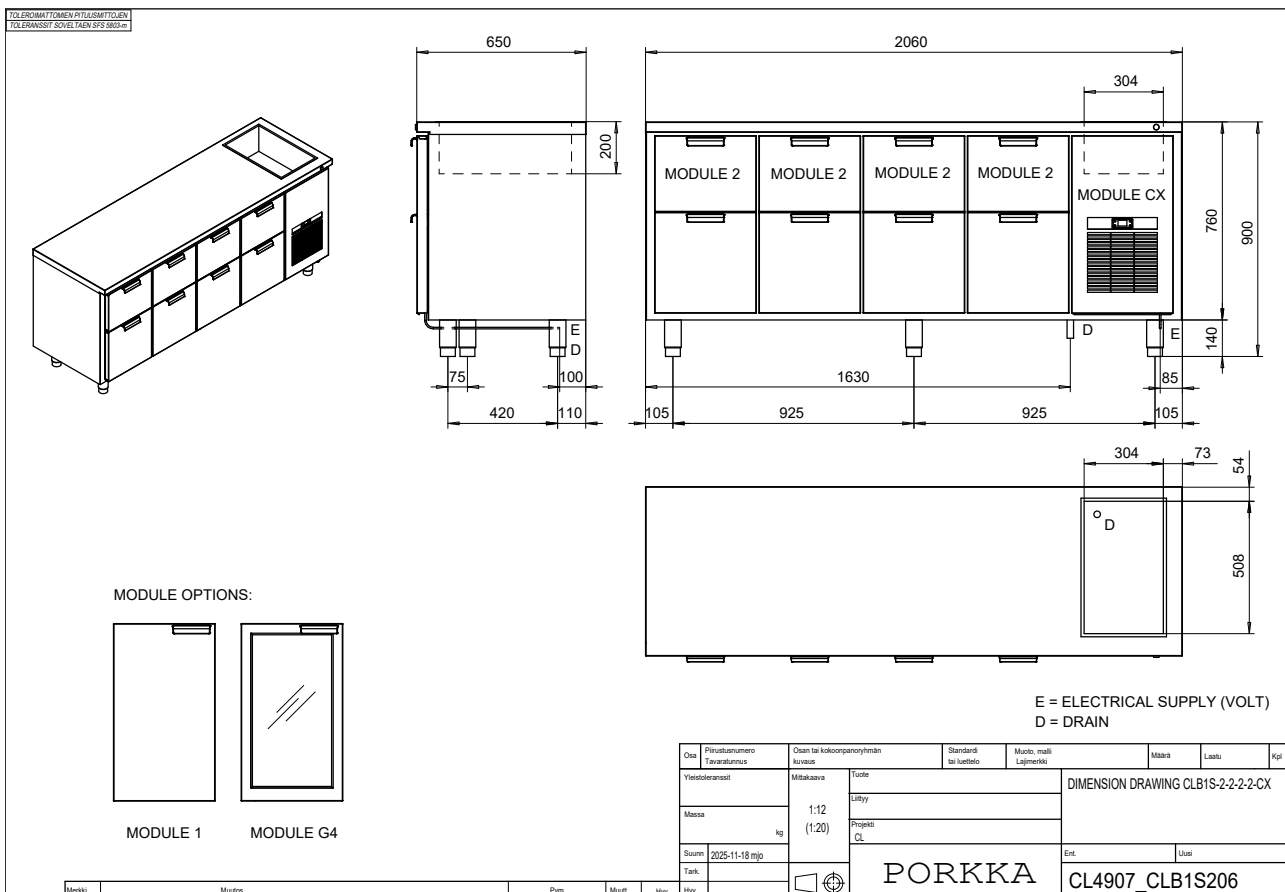 TOLEROIMATTOMIEN PITUUSMITTOJEN
TOLERANSSIT SOVELTAEN SFS 5803-m
650
2060
304
200
MODULE 2
MODULE 2
MODULE 2
MODULE 2
MODULE CX
760
900
E
D
D
E
140
75
100
1630
85
420
110
105
925
925
105
304
73
54
D
508
MODULE OPTIONS:
MODULE 1
MODULE G4
E = ELECTRICAL SUPPLY (VOLT)
D = DRAIN
Osa
Piirustusnumero
Tavaratunnus
Osan tai kokoonpanoryhmän
kuvaus
Standardi
tai luettelo
Muoto, malli
Lajimerkki
Määrä
Laatu
Kpl
Yleistoleranssit
Mittakaava
Tuote
DIMENSION DRAWING CLB1S-2-2-2-2-CX
Liittyy
Massa
kg
1:12
(1:20)
Projekti
CL
Suunn
2025-11-18 mjo
PORKKA
Ent.
Uusi
Tark.
CL4907_CLB1S206
Hyv.
Merkki
Muutos
Pvm
Muutt.
Hyv.